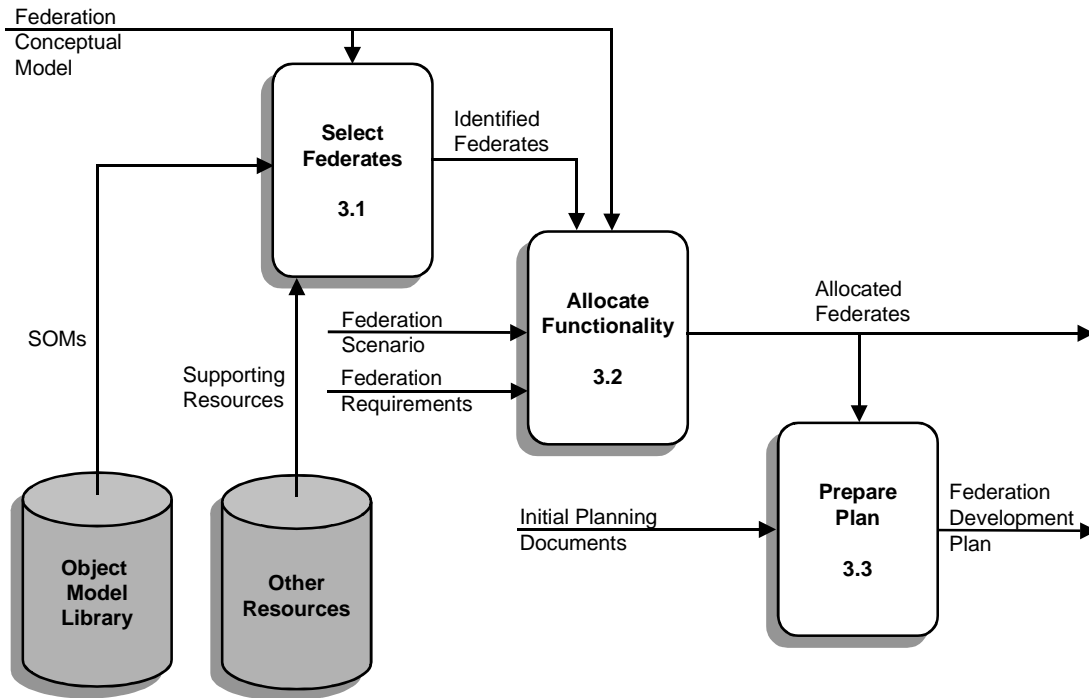 Federation
Conceptual
Model
Select
Federates
3.1
Identified
Federates
SOMs
Supporting
Resources
Federation
Scenario
Federation
Requirements
Allocate
Functionality
3.2
Allocated
Federates
Initial Planning
Documents
Prepare
Plan
3.3
Federation
Development
Plan
Object
Model
Library
Other
Resources